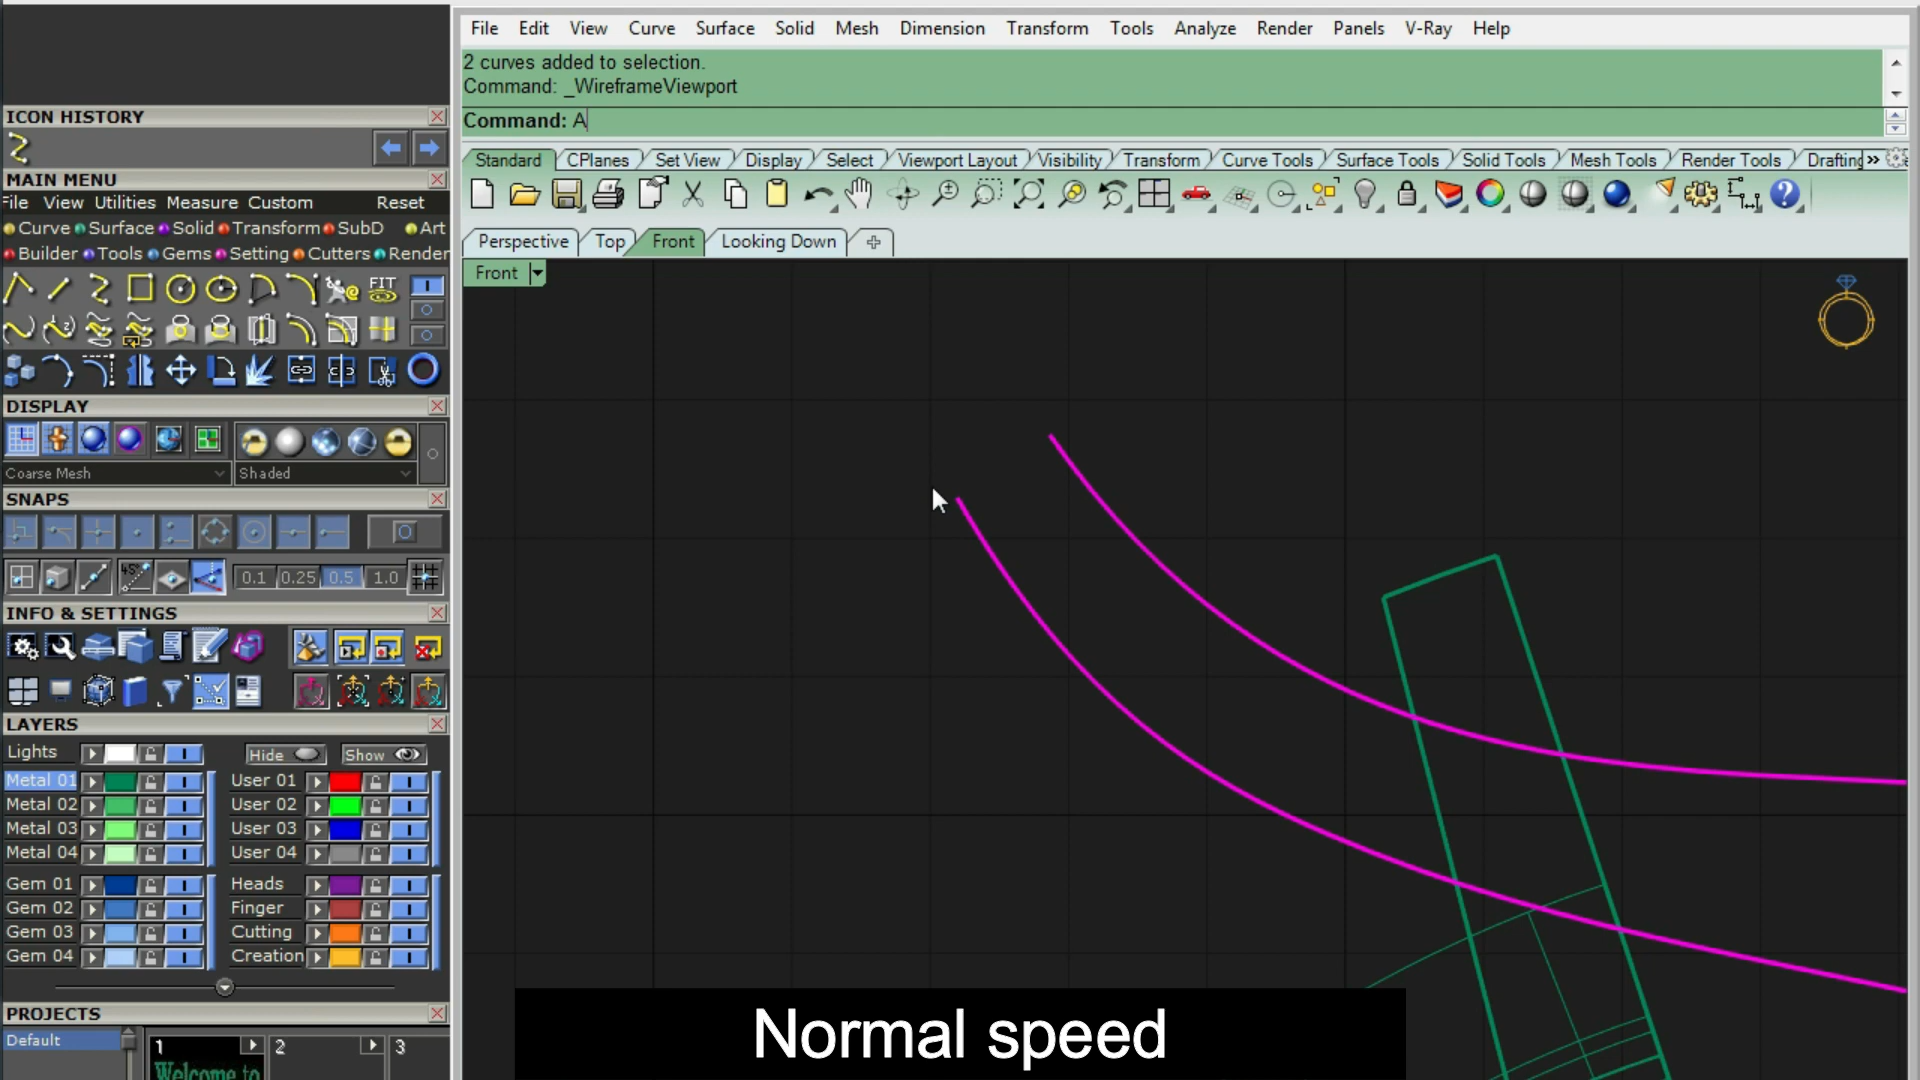 File Edit View Curve Surface Solid Mesh Dimension Transform Tools Analyze Render Panels V-Ray Help
2 curves added to selection.
Command: _WireframeViewport
Command: A
Standard CPlanes Set View Display Select Viewport Layout Visibility Transform Curve Tools Surface Tools Solid Tools Mesh Tools Render Tools Drafting
Perspective Top Front Looking Down
Front
ICON HISTORY
MAIN MENU
File View Utilities Measure Custom Reset
Curve Surface Solid Transform SubD Art
Builder Tools Gems Setting Cutters Render
FIT
DISPLAY
Coarse Mesh Shaded
SNAPS
45°
0.1 0.25 0.5 1.0
INFO & SETTINGS
LAYERS
Lights Hide Show
Metal 01 User 01
Metal 02 User 02
Metal 03 User 03
Metal 04 User 04
Gem 01 Heads
Gem 02 Finger
Gem 03 Cutting
Gem 04 Creation
PROJECTS
Default 1 2 3
Welcome to
Normal speed